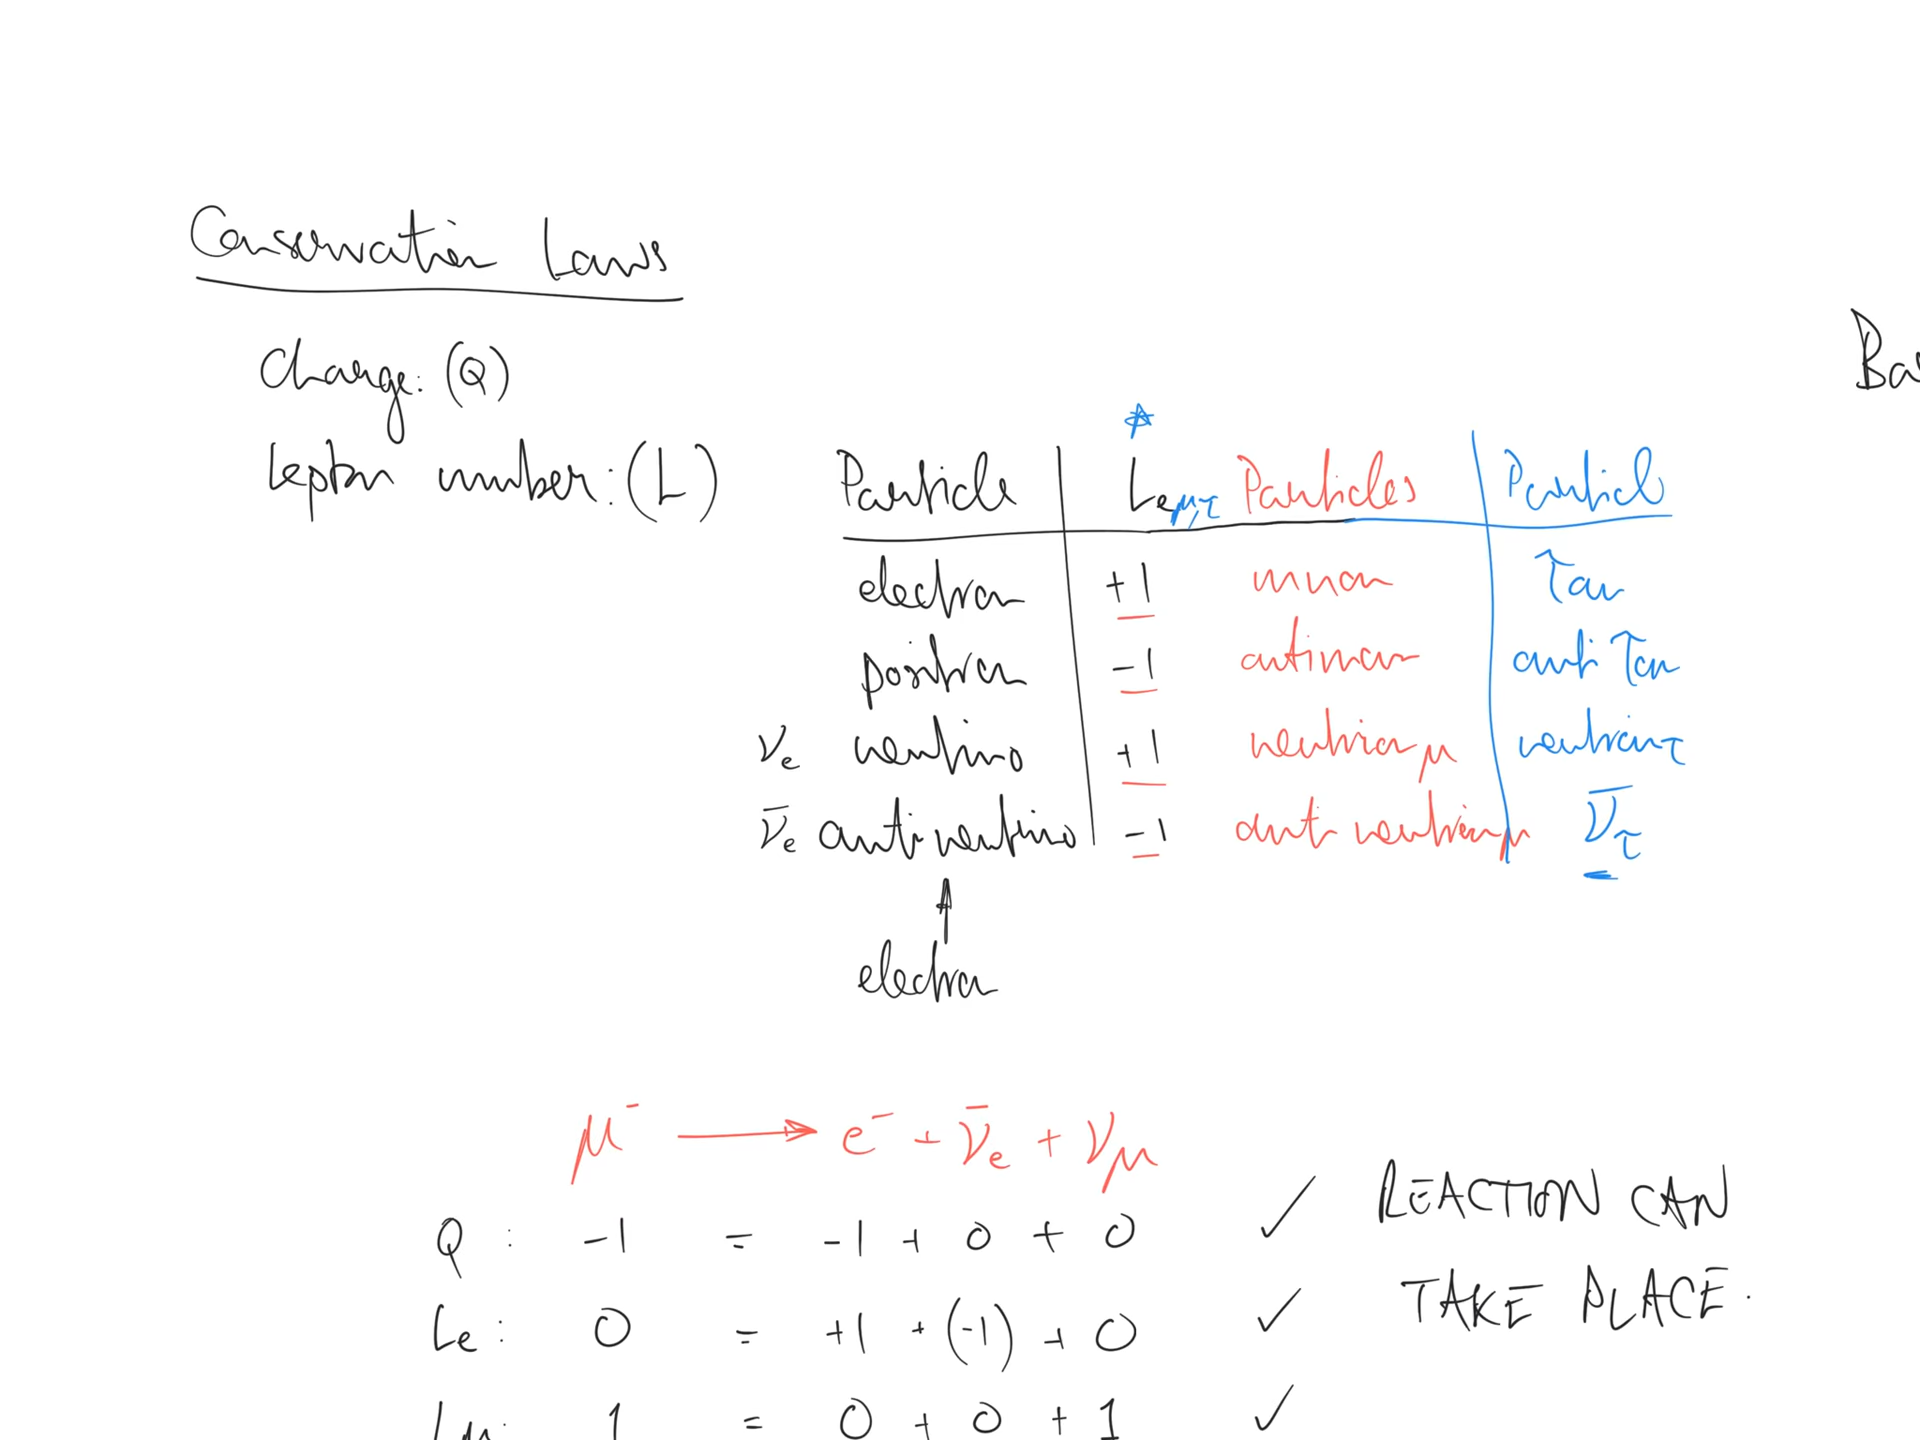 Conservation Laws
Charge: (Q)
Lepton number: (L)
Particle | Le,μ,τ Particles | Particle
electron +1 muon Tau
positron -1 antimuon anti Tau
νe neutrino +1 neutrino μ neutrino τ
ν̄e antineutrino -1 anti neutrino μ ν̄τ
electron
μ⁻ → e⁻ + ν̄e + νμ
Q : -1 = -1 + 0 + 0 ✓ REACTION CAN
Le : 0 = +1 + (-1) + 0 ✓ TAKE PLACE.
Lμ: 1 = 0 + 0 + 1 ✓